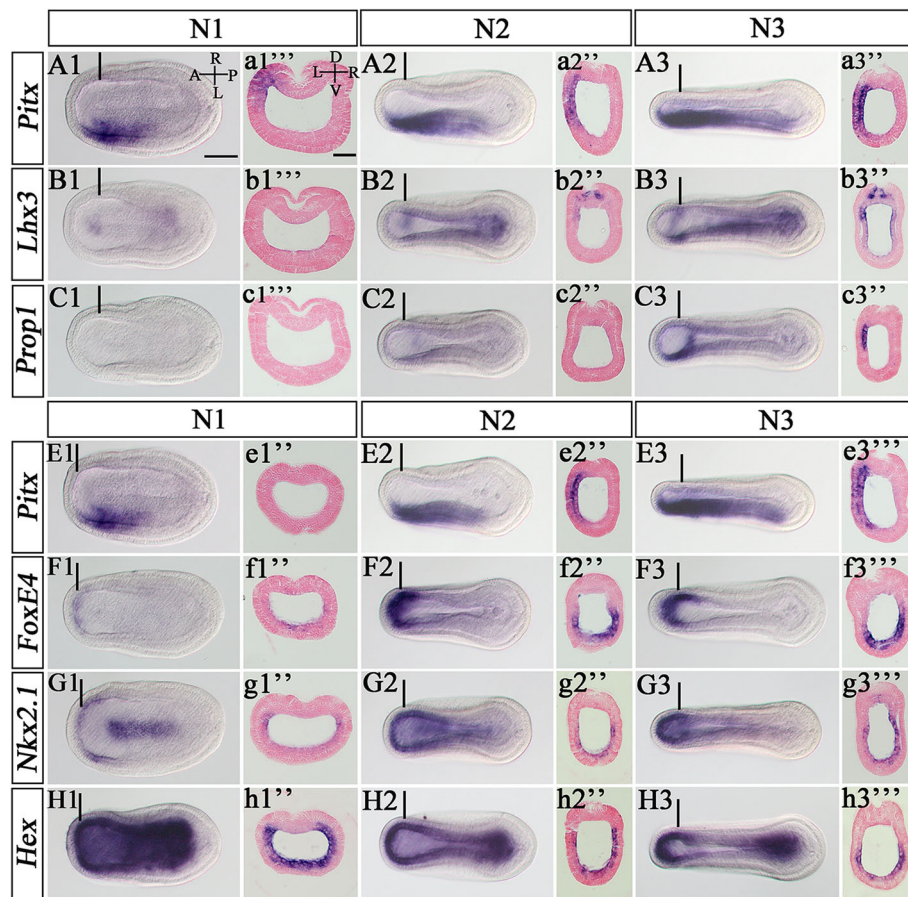 N1 N2 N3
Pitx A1 R A P L a1''' D L R V A2 a2'' A3 a3''
Lhx3 B1 b1''' B2 b2'' B3 b3''
Prop1 C1 c1''' C2 c2'' C3 c3''
N1 N2 N3
Pitx E1 e1'' E2 e2'' E3 e3'''
FoxE4 F1 f1'' F2 f2'' F3 f3'''
Nkx2.1 G1 g1'' G2 g2'' G3 g3'''
Hex H1 h1'' H2 h2'' H3 h3'''